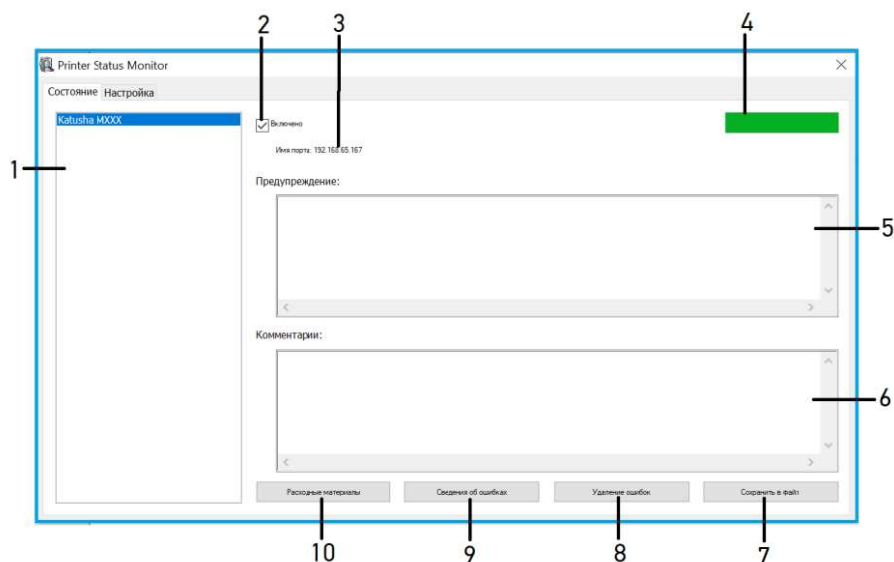 2
3
4
Printer Status Monitor
Состояние
Настройка
Katusha MXXX
Включено
Имя порта: 192.168.65.167
1
Предупреждение:
5
Комментарии:
6
Расходные материалы
Сведения об ошибках
Удаление ошибок
Сохранить в файл
10
9
8
7